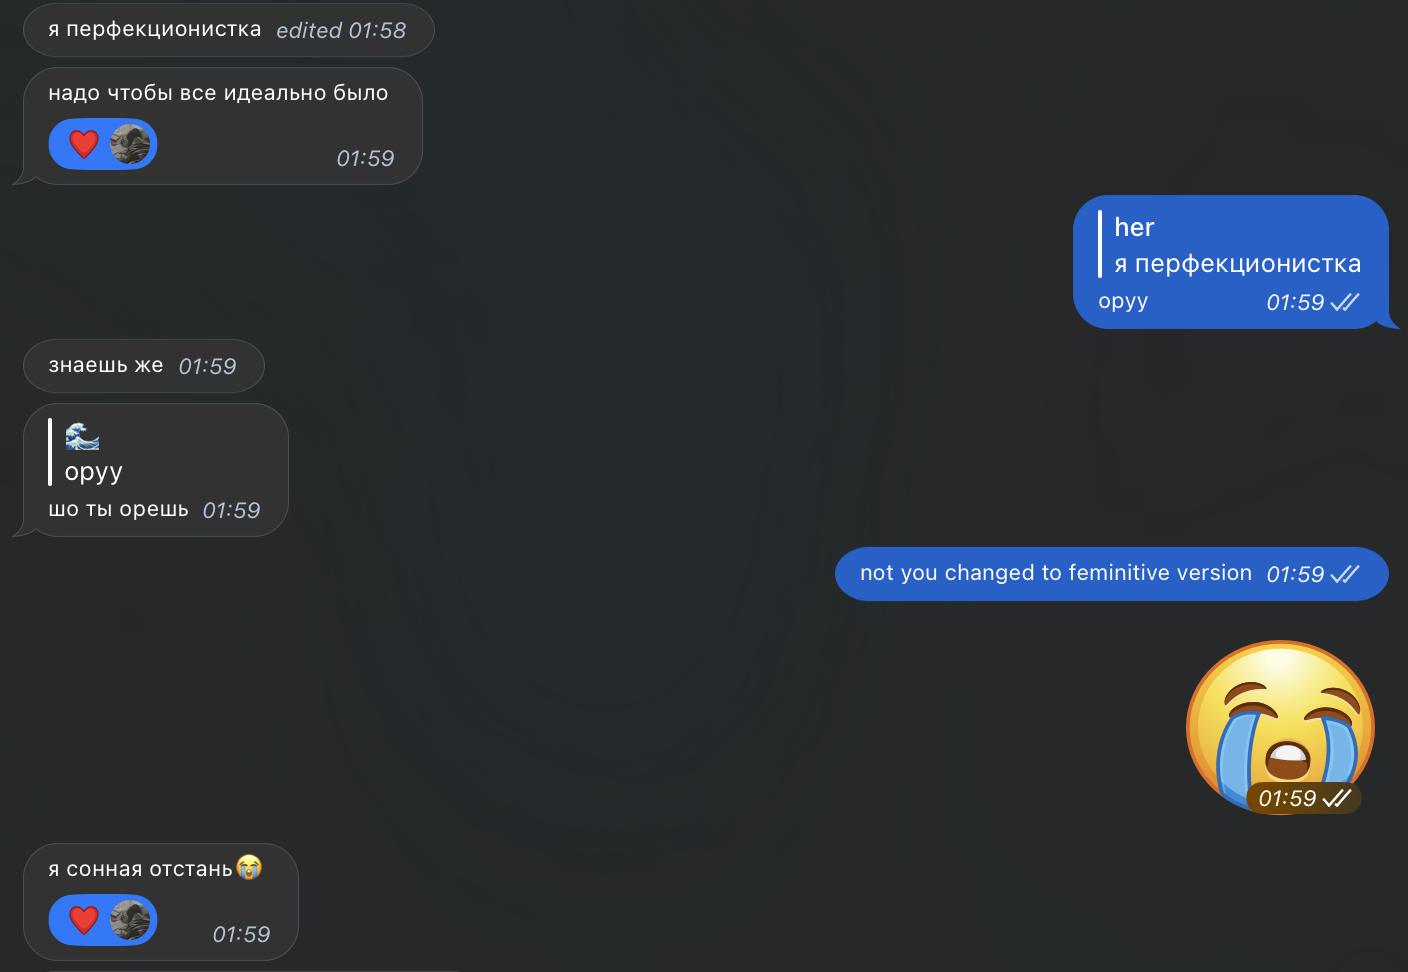 я перфекционистка edited 01:58
надо чтобы все идеально было
01:59
her
я перфекционистка
оруу 01:59
знаешь же 01:59
🌊
оруу
шо ты орешь 01:59
not you changed to feminitive version 01:59
01:59
я сонная отстань😭
01:59